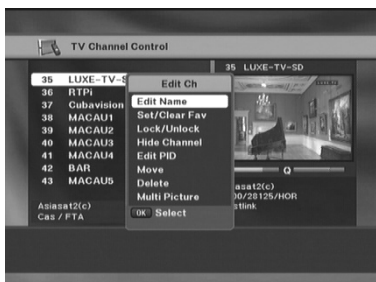 TV Channel Control
35 LUXE-TV-SD
35 LUXE-TV-S
36 RTPi
37 Cubavision
38 MACAU1
39 MACAU2
40 MACAU3
41 MACAU4
42 BAR
43 MACAU5
Edit Ch
Edit Name
Set/Clear Fav
Lock/Unlock
Hide Channel
Edit PID
Move
Delete
Multi Picture
OK Select
Q
asat2(c)
00/28125/HOR
stlink
Asiasat2(c)
Cas / FTA